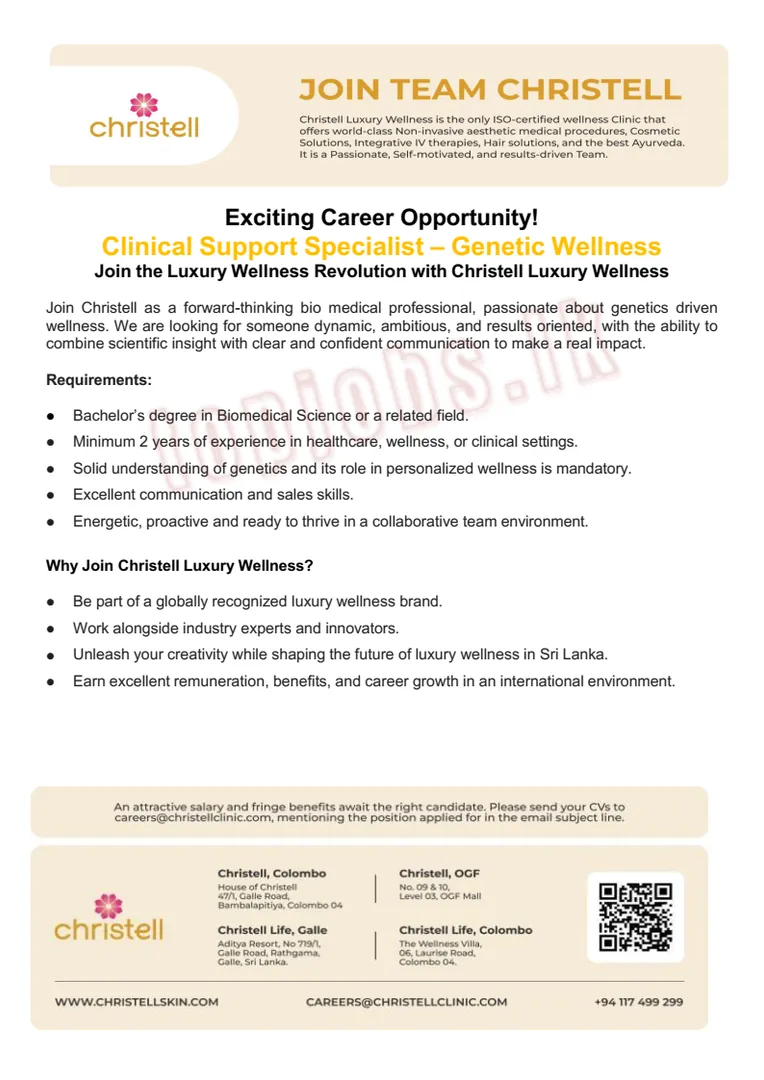 christell
JOIN TEAM CHRISTELL
Christell Luxury Wellness is the only ISO-certified wellness Clinic that
offers world-class Non-invasive aesthetic medical procedures, Cosmetic
Solutions, Integrative IV therapies, Hair solutions, and the best Ayurveda.
It is a Passionate, Self-motivated, and results-driven Team.
Exciting Career Opportunity!
Clinical Support Specialist – Genetic Wellness
Join the Luxury Wellness Revolution with Christell Luxury Wellness
Join Christell as a forward-thinking bio medical professional, passionate about genetics driven
wellness. We are looking for someone dynamic, ambitious, and results oriented, with the ability to
combine scientific insight with clear and confident communication to make a real impact.
topjobs.lk
Requirements:
● Bachelor’s degree in Biomedical Science or a related field.
● Minimum 2 years of experience in healthcare, wellness, or clinical settings.
● Solid understanding of genetics and its role in personalized wellness is mandatory.
● Excellent communication and sales skills.
● Energetic, proactive and ready to thrive in a collaborative team environment.
Why Join Christell Luxury Wellness?
● Be part of a globally recognized luxury wellness brand.
● Work alongside industry experts and innovators.
● Unleash your creativity while shaping the future of luxury wellness in Sri Lanka.
● Earn excellent remuneration, benefits, and career growth in an international environment.
An attractive salary and fringe benefits await the right candidate. Please send your CVs to
careers@christellclinic.com, mentioning the position applied for in the email subject line.
christell
Christell, Colombo
House of Christell
47/1, Galle Road,
Bambalapitiya, Colombo 04
Christell, OGF
No. 09 & 10,
Level 03, OGF Mall
Christell Life, Galle
Aditya Resort, No 719/1,
Galle Road, Rathgama,
Galle, Sri Lanka.
Christell Life, Colombo
The Wellness Villa,
06, Laurise Road,
Colombo 04.
WWW.CHRISTELLSKIN.COM
CAREERS@CHRISTELLCLINIC.COM
+94 117 499 299